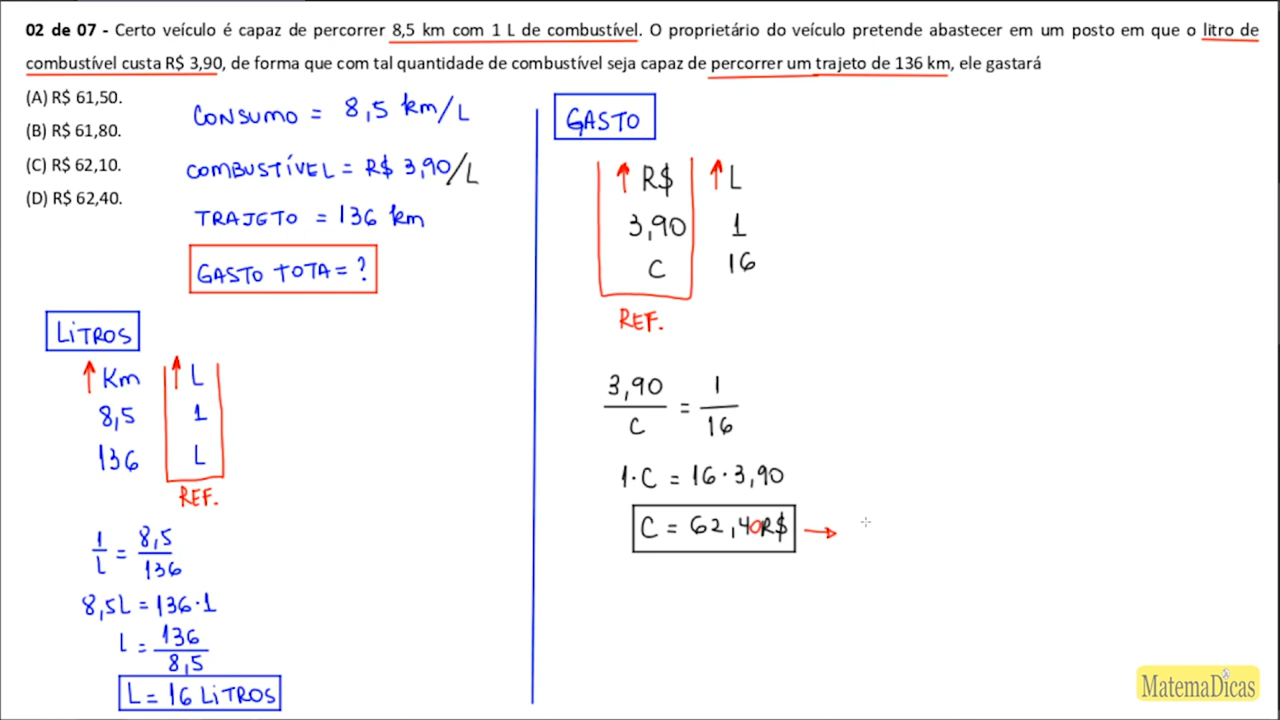 02 de 07 - Certo veículo é capaz de percorrer 8,5 km com 1 L de combustível. O proprietário do veículo pretende abastecer em um posto em que o litro de
combustível custa R$ 3,90, de forma que com tal quantidade de combustível seja capaz de percorrer um trajeto de 136 km, ele gastará
(A) R$ 61,50.
(B) R$ 61,80.
(C) R$ 62,10.
(D) R$ 62,40.
CONSUMO = 8,5 km/L
COMBUSTÍVEL = R$ 3,90/L
TRAJETO = 136 km
GASTO TOTA = ?
LITROS
Km L
8,5 1
136 L
REF.
1/L = 8,5/136
8,5L = 136·1
L = 136/8,5
L = 16 LITROS
GASTO
R$ L
3,90 1
C 16
REF.
3,90/C = 1/16
1·C = 16·3,90
C = 62,40R$
MatemaDicas